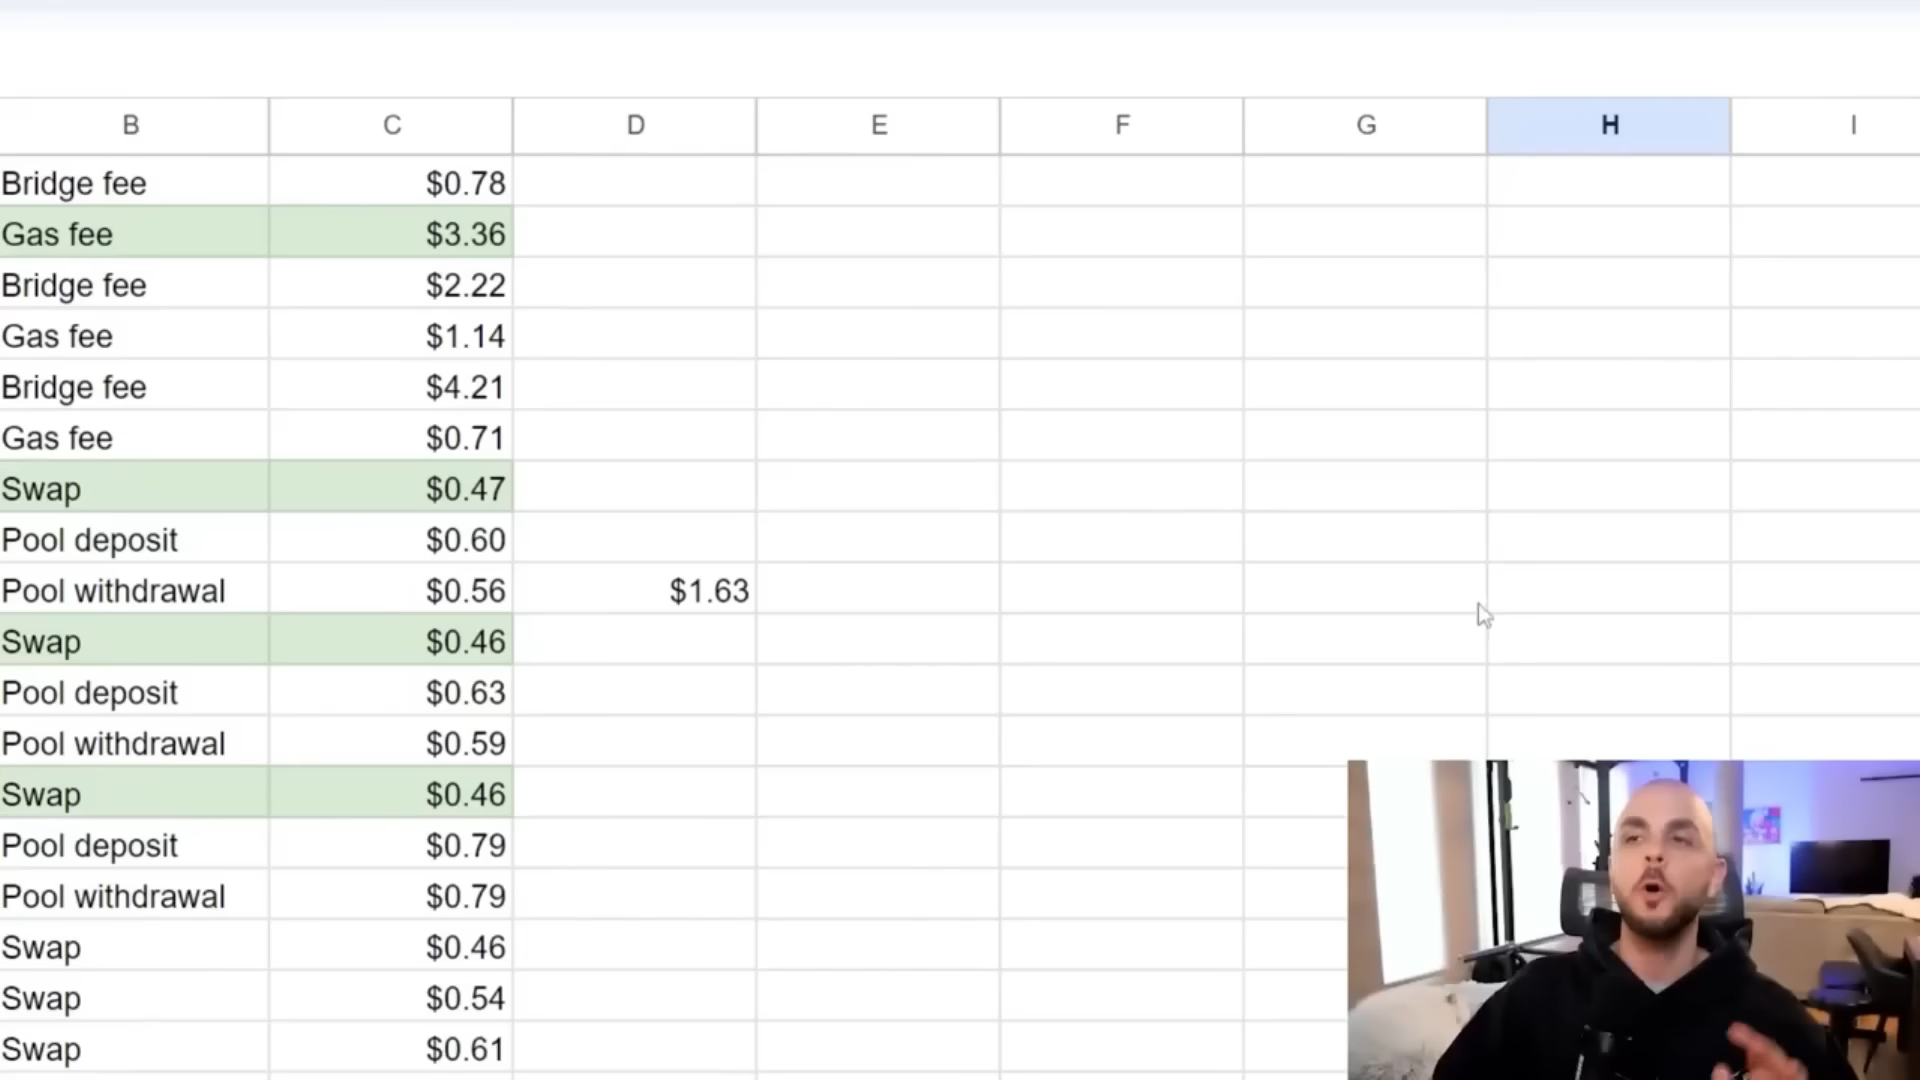 B C D E F G H I
Bridge fee $0.78
Gas fee $3.36
Bridge fee $2.22
Gas fee $1.14
Bridge fee $4.21
Gas fee $0.71
Swap $0.47
Pool deposit $0.60
Pool withdrawal $0.56 $1.63
Swap $0.46
Pool deposit $0.63
Pool withdrawal $0.59
Swap $0.46
Pool deposit $0.79
Pool withdrawal $0.79
Swap $0.46
Swap $0.54
Swap $0.61